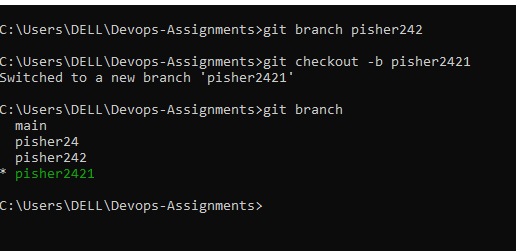 C:\Users\DELL\Devops-Assignments>git branch pisher242
C:\Users\DELL\Devops-Assignments>git checkout -b pisher2421
Switched to a new branch 'pisher2421'
C:\Users\DELL\Devops-Assignments>git branch
  main
  pisher24
  pisher242
* pisher2421
C:\Users\DELL\Devops-Assignments>